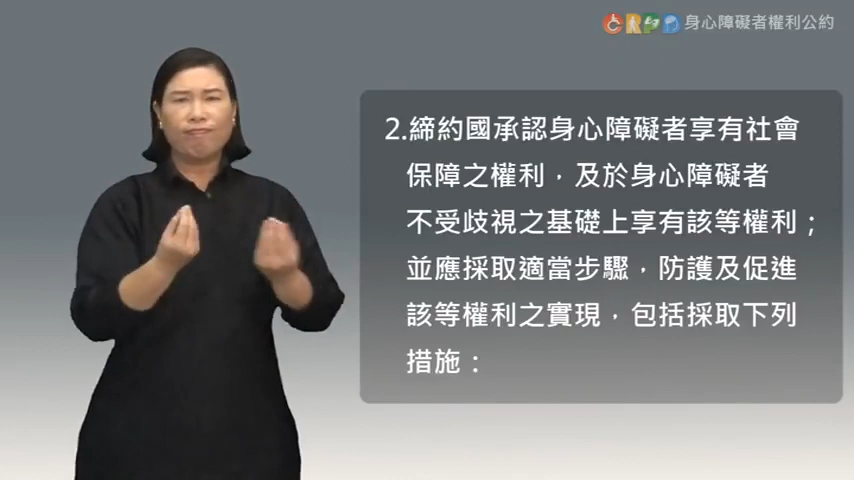 CRPD 身心障礙者權利公約
2.締約國承認身心障礙者享有社會
保障之權利，及於身心障礙者
不受歧視之基礎上享有該等權利；
並應採取適當步驟，防護及促進
該等權利之實現，包括採取下列
措施：